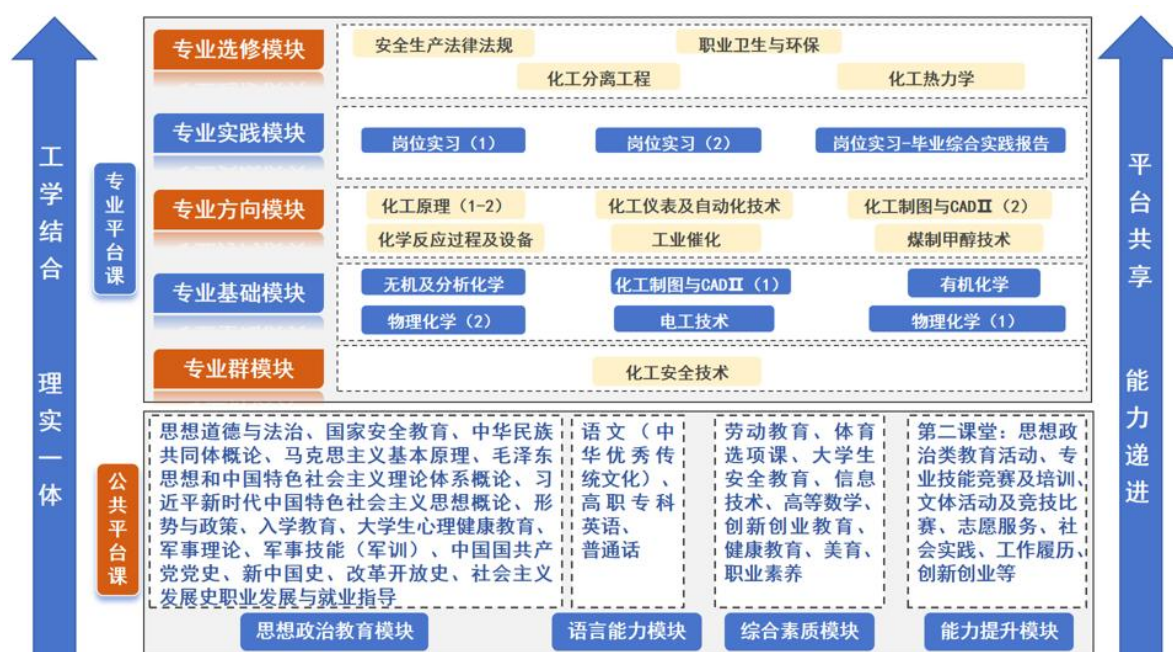 工学结合 理实一体
平台共享 能力递进
专业平台课
专业选修模块
安全生产法律法规
职业卫生与环保
化工分离工程
化工热力学
专业实践模块
岗位实习（1）
岗位实习（2）
岗位实习-毕业综合实践报告
专业方向模块
化工原理（1-2）
化工仪表及自动化技术
化工制图与CADⅡ（2）
化学反应过程及设备
工业催化
煤制甲醇技术
专业基础模块
无机及分析化学
化工制图与CADⅡ（1）
有机化学
物理化学（2）
电工技术
物理化学（1）
专业群模块
化工安全技术
公共平台课
思想道德与法治、国家安全教育、中华民族
共同体概论、马克思主义基本原理、毛泽东
思想和中国特色社会主义理论体系概论、习
近平新时代中国特色社会主义思想概论、形
势与政策、入学教育、大学生心理健康教育、
军事理论、军事技能（军训）、中国国共产
党党史、新中国史、改革开放史、社会主义
发展史职业发展与就业指导
思想政治教育模块
语文（中
华优秀传
统文化）、
高职专科
英语、
普通话
语言能力模块
劳动教育、体育
选项课、大学生
安全教育、信息
技术、高等数学、
创新创业教育、
健康教育、美育、
职业素养
综合素质模块
第二课堂：思想政
治类教育活动、专
业技能竞赛及培训、
文体活动及竞技比
赛、志愿服务、社
会实践、工作履历、
创新创业等
能力提升模块